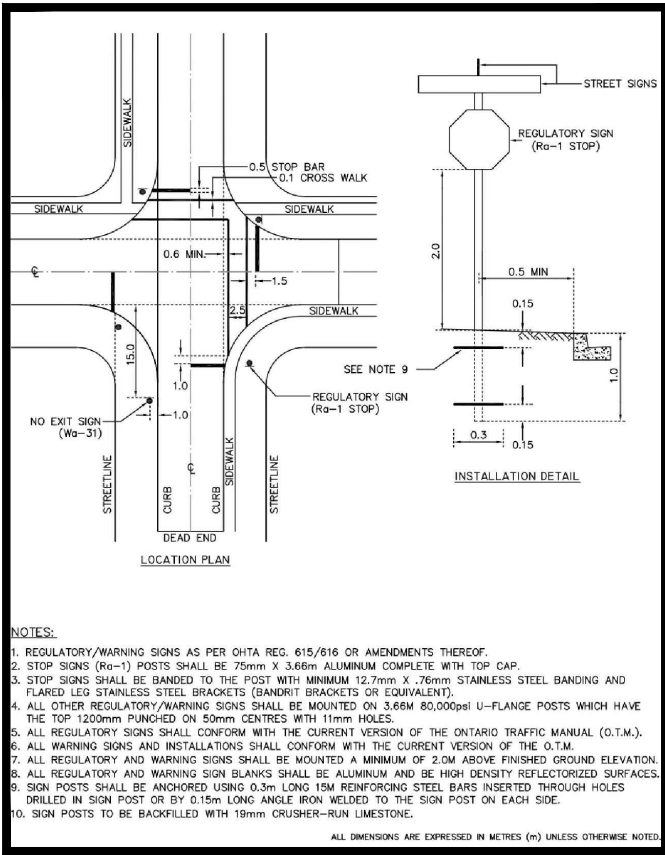 STREET SIGNS
REGULATORY SIGN
(Ra-1 STOP)
SIDEWALK
0.5 STOP BAR
0.1 CROSS WALK
SIDEWALK
SIDEWALK
2.0
0.6 MIN.
0.5 MIN
℄
1.5
0.15
2.5
SIDEWALK
15.0
SEE NOTE 9
1.0
1.0
REGULATORY SIGN
(Ra-1 STOP)
NO EXIT SIGN
(Wa-31)
1.0
0.3
0.15
INSTALLATION DETAIL
STREETLINE
CURB
℄
CURB
SIDEWALK
STREETLINE
DEAD END
LOCATION PLAN
NOTES:
1. REGULATORY/WARNING SIGNS AS PER OHTA REG. 615/616 OR AMENDMENTS THEREOF.
2. STOP SIGNS (Ra-1) POSTS SHALL BE 75mm X 3.66m ALUMINUM COMPLETE WITH TOP CAP.
3. STOP SIGNS SHALL BE BANDED TO THE POST WITH MINIMUM 12.7mm X .76mm STAINLESS STEEL BANDING AND
FLARED LEG STAINLESS STEEL BRACKETS (BANDRIT BRACKETS OR EQUIVALENT).
4. ALL OTHER REGULATORY/WARNING SIGNS SHALL BE MOUNTED ON 3.66M 80,000psi U-FLANGE POSTS WHICH HAVE
THE TOP 1200mm PUNCHED ON 50mm CENTRES WITH 11mm HOLES.
5. ALL REGULATORY SIGNS SHALL CONFORM WITH THE CURRENT VERSION OF THE ONTARIO TRAFFIC MANUAL (O.T.M.).
6. ALL WARNING SIGNS AND INSTALLATIONS SHALL CONFORM WITH THE CURRENT VERSION OF THE O.T.M.
7. ALL REGULATORY AND WARNING SIGNS SHALL BE MOUNTED A MINIMUM OF 2.0M ABOVE FINISHED GROUND ELEVATION.
8. ALL REGULATORY AND WARNING SIGN BLANKS SHALL BE ALUMINUM AND BE HIGH DENSITY REFLECTORIZED SURFACES.
9. SIGN POSTS SHALL BE ANCHORED USING 0.3m LONG 15M REINFORCING STEEL BARS INSERTED THROUGH HOLES
DRILLED IN SIGN POST OR BY 0.15m LONG ANGLE IRON WELDED TO THE SIGN POST ON EACH SIDE.
10. SIGN POSTS TO BE BACKFILLED WITH 19mm CRUSHER-RUN LIMESTONE.
ALL DIMENSIONS ARE EXPRESSED IN METRES (m) UNLESS OTHERWISE NOTED.